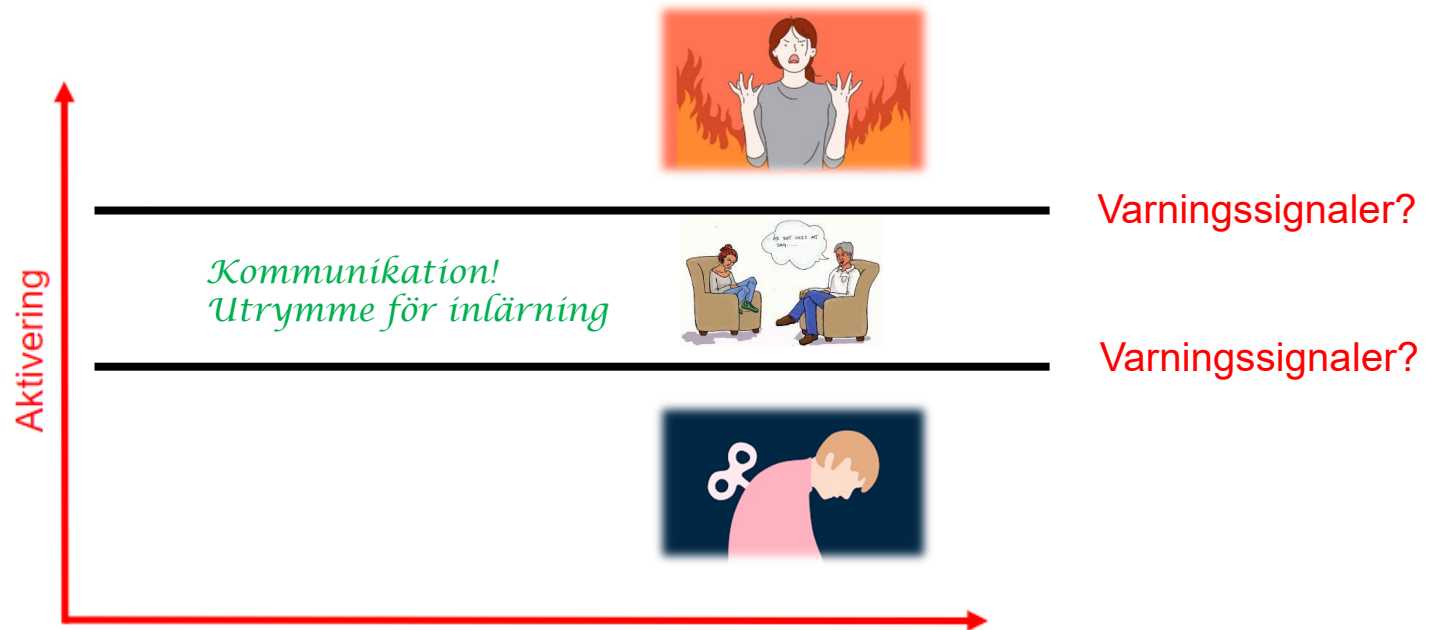 Varningssignaler?
Kommunikation!
Utrymme för inlärning
Aktivering
Varningssignaler?